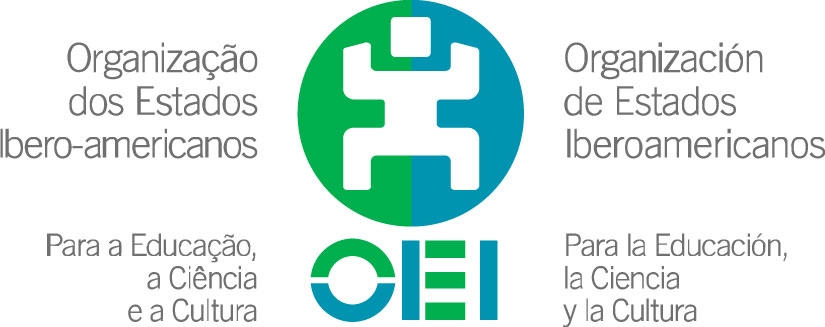 Organização
dos Estados
Ibero-americanos
Para a Educação,
a Ciência
e a Cultura
OEI
Organización
de Estados
Iberoamericanos
Para la Educación,
la Ciencia
y la Cultura